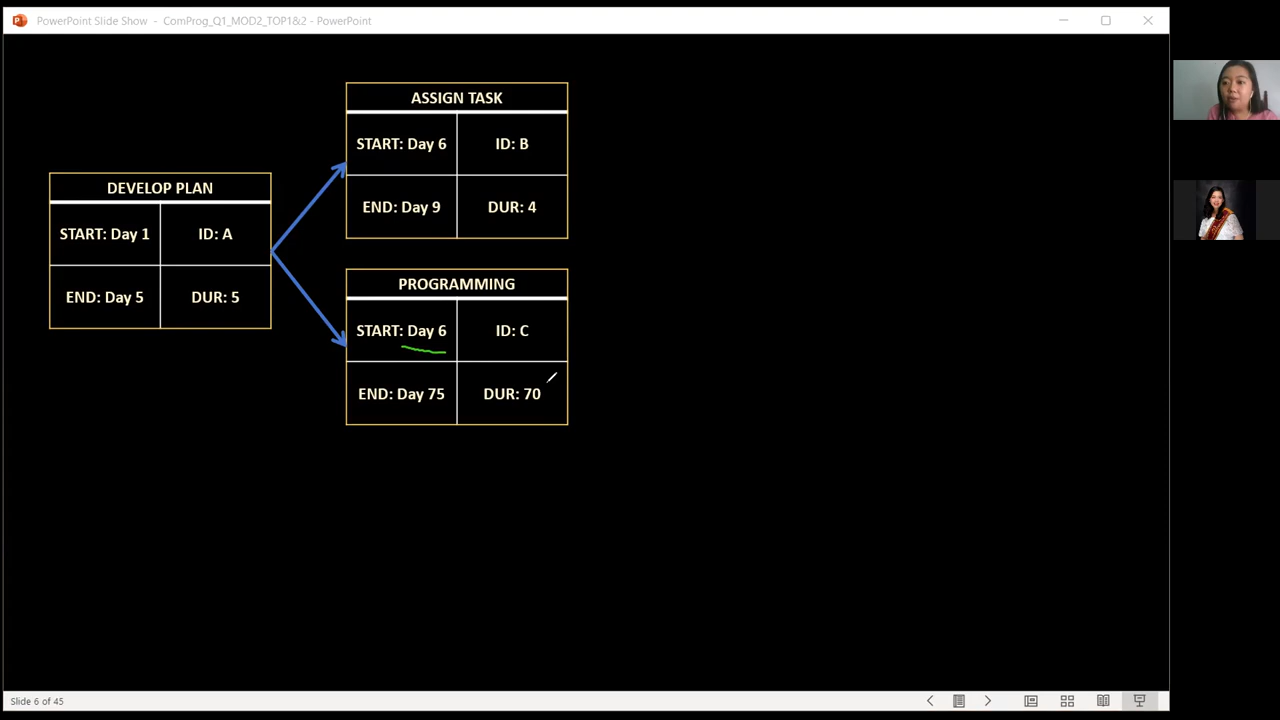 PowerPoint Slide Show - ComProg_Q1_MOD2_TOP1&2 - PowerPoint
DEVELOP PLAN
START: Day 1
ID: A
END: Day 5
DUR: 5
ASSIGN TASK
START: Day 6
ID: B
END: Day 9
DUR: 4
PROGRAMMING
START: Day 6
ID: C
END: Day 75
DUR: 70
Slide 6 of 45